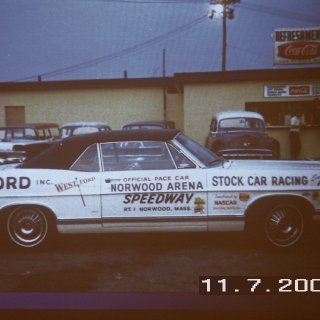 REFRESHMENTS
Coca-Cola
Coca-Cola
ORD INC.
WEST FORD
OFFICIAL PACE CAR
NORWOOD ARENA
SPEEDWAY
RT. 1 NORWOOD, MASS.
STOCK CAR RACING
NASCAR
11.7.200